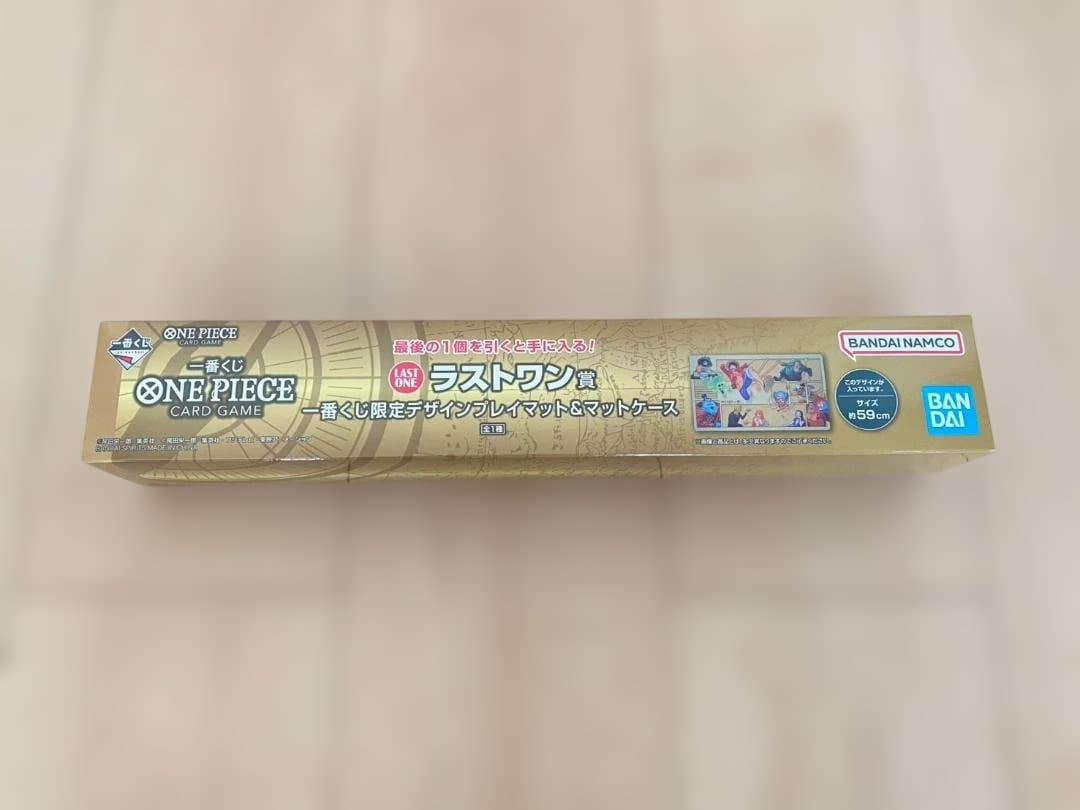 一番くじ
ONE PIECE
CARD GAME
一番くじ
ONE PIECE
CARD GAME
最後の1個を引くと手に入る!
LAST
ONE
ラストワン賞
一番くじ限定デザインプレイマット&マットケース
全1種
このデザインが
入っています。
サイズ
約59cm
BANDAI NAMCO
BAN
DAI